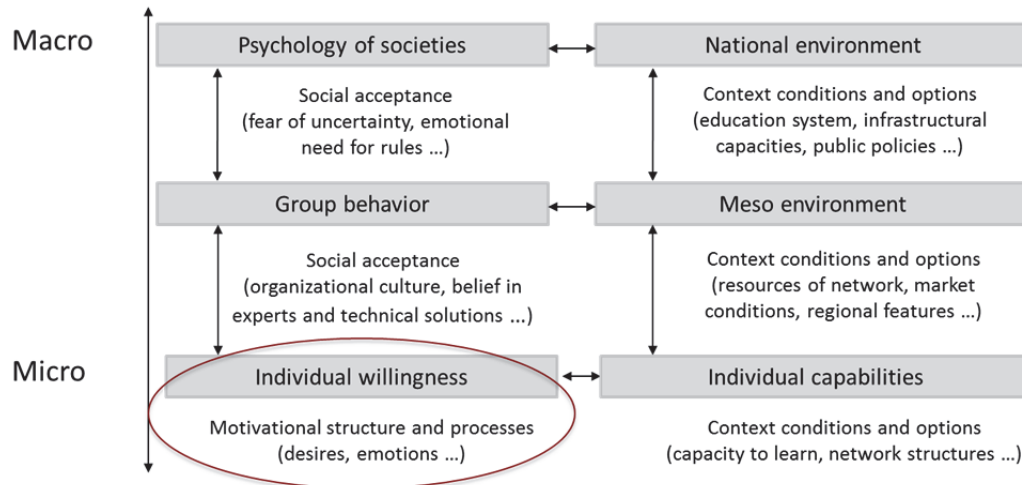 Macro
Psychology of societies
National environment
Social acceptance
(fear of uncertainty, emotional
need for rules ...)
Context conditions and options
(education system, infrastructural
capacities, public policies ...)
Group behavior
Meso environment
Social acceptance
(organizational culture, belief in
experts and technical solutions ...)
Context conditions and options
(resources of network, market
conditions, regional features ...)
Micro
Individual willingness
Individual capabilities
Motivational structure and processes
(desires, emotions ...)
Context conditions and options
(capacity to learn, network structures ...)